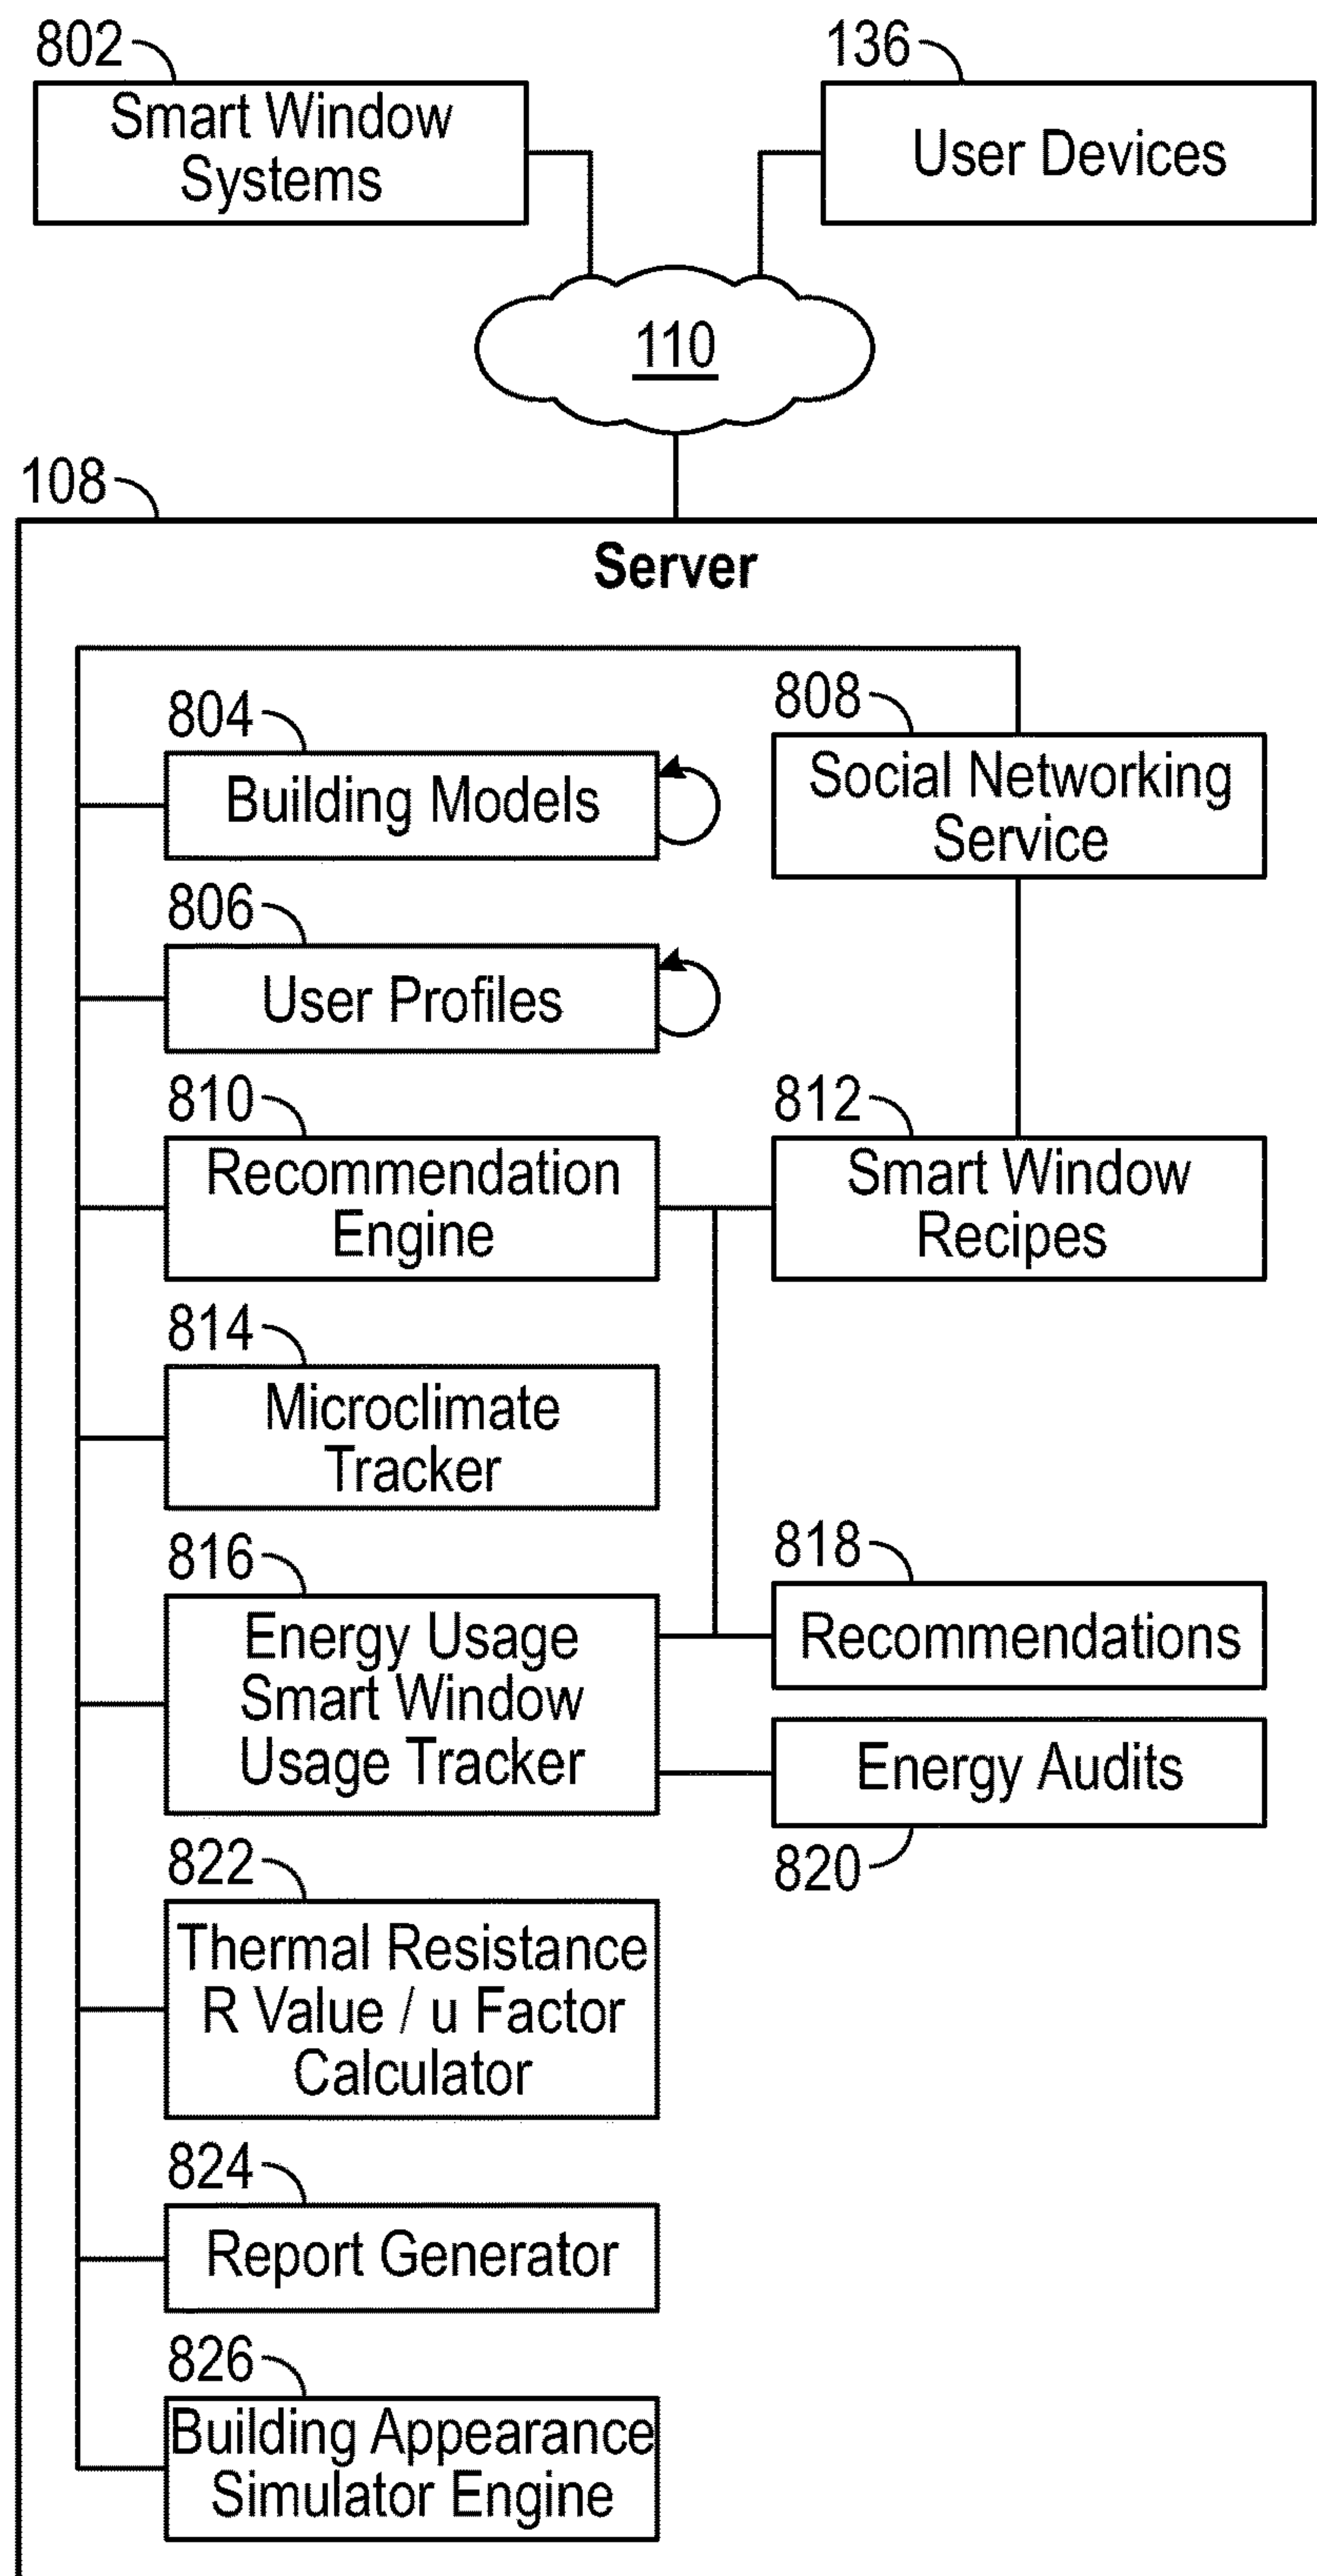 802
136
Smart Window
Systems
User Devices
110
108
Server
804
808
Building Models
Social Networking
Service
806
User Profiles
810
812
Recommendation
Engine
Smart Window
Recipes
814
Microclimate
Tracker
816
818
Energy Usage
Smart Window
Usage Tracker
Recommendations
Energy Audits
820
822
Thermal Resistance
R Value / u Factor
Calculator
824
Report Generator
826
Building Appearance
Simulator Engine